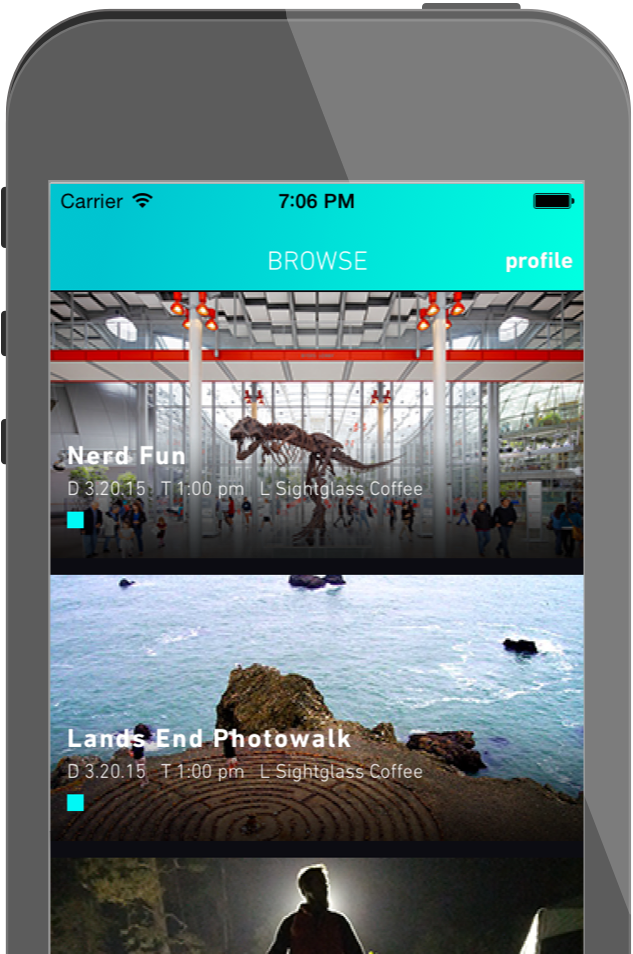 Carrier 7:06 PM
BROWSE profile
Nerd Fun
D 3.20.15 T 1:00 pm L Sightglass Coffee
Lands End Photowalk
D 3.20.15 T 1:00 pm L Sightglass Coffee